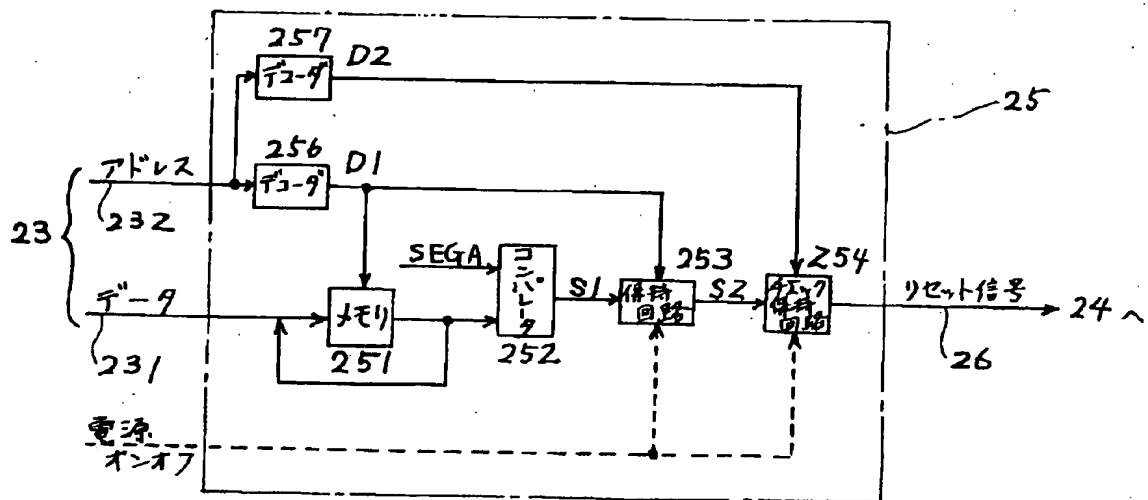 257
D2
デコーダ
25
256
D1
デコーダ
アドレス
232
23
SEGA
コンパレータ
S1
253
保持
回路
S2
254
チェック
保持
回路
リセット信号
26
24へ
データ
231
メモリ
251
252
電源
オンオフ